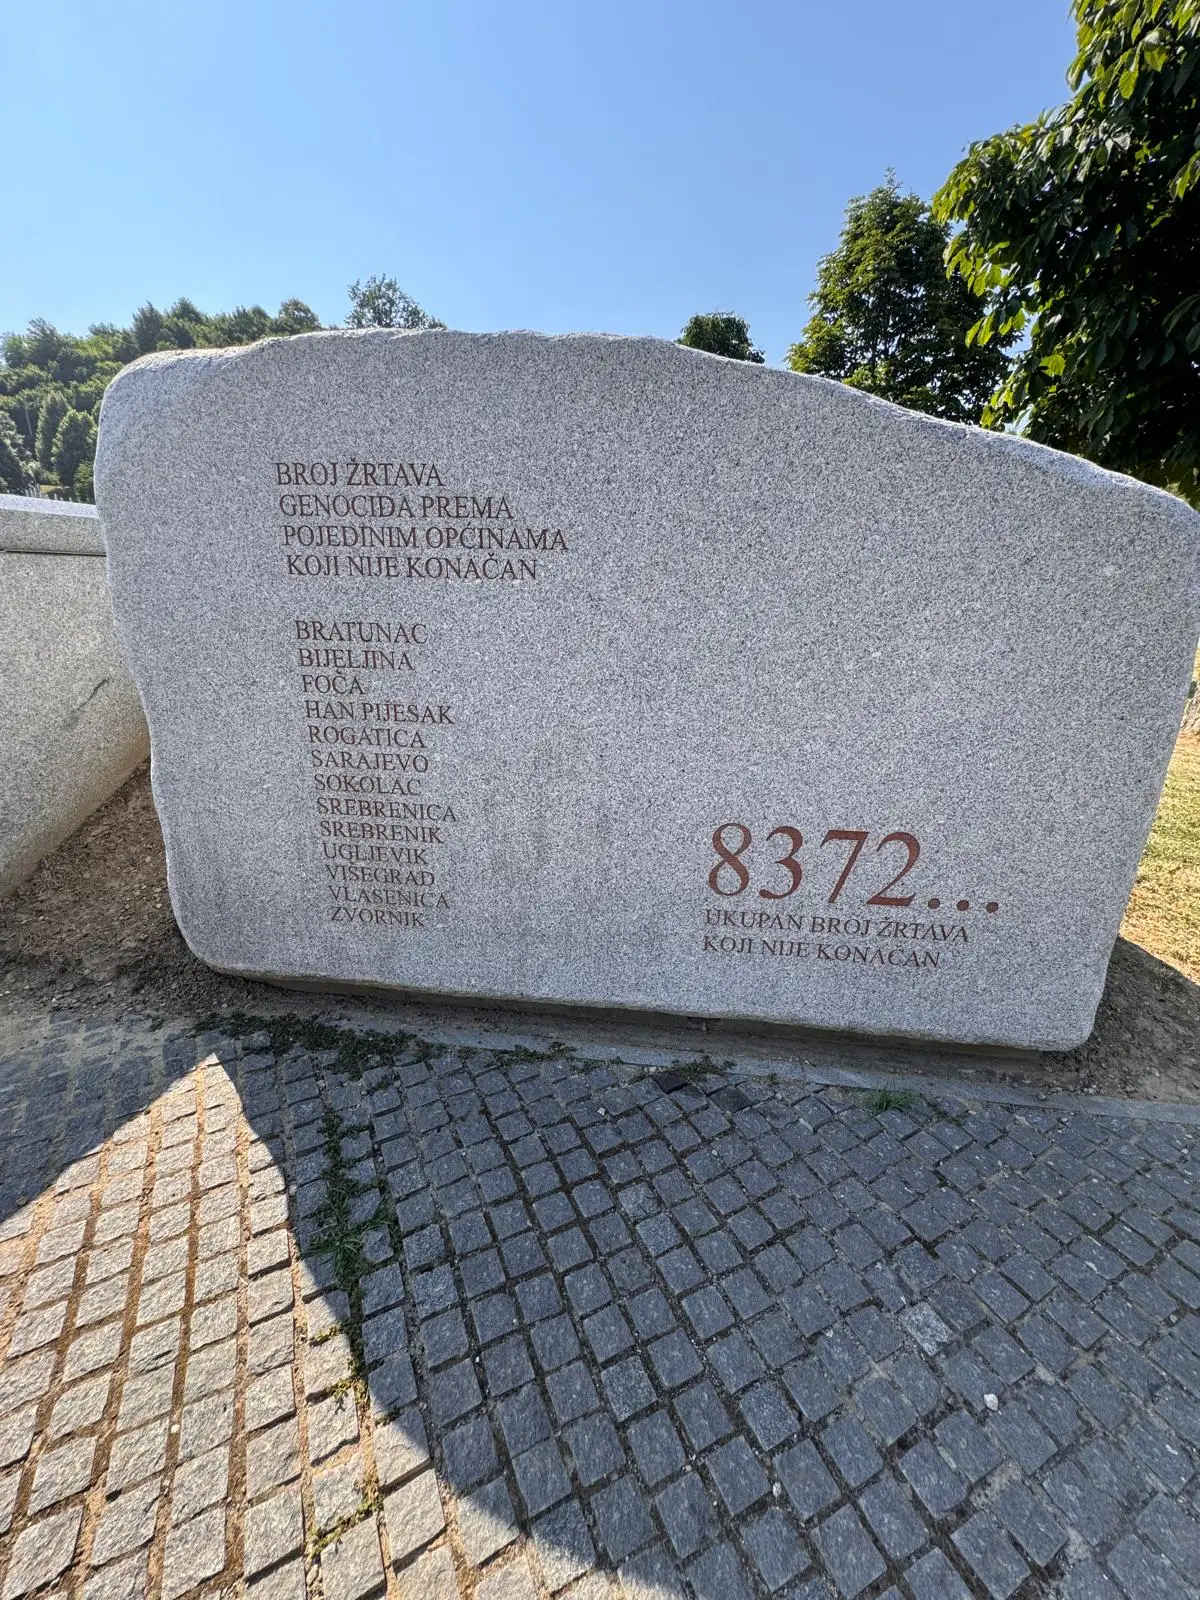 BROJ ŽRTAVA
GENOCIDA PREMA
POJEDINIM OPĆINAMA
KOJI NIJE KONAČAN
BRATUNAC
BIJELJINA
FOČA
HAN PIJESAK
ROGATICA
SARAJEVO
SOKOLAC
SREBRENICA
SREBRENIK
UGLJEVIK
VIŠEGRAD
VLASENICA
ZVORNIK
8372...
UKUPAN BROJ ŽRTAVA
KOJI NIJE KONAČAN